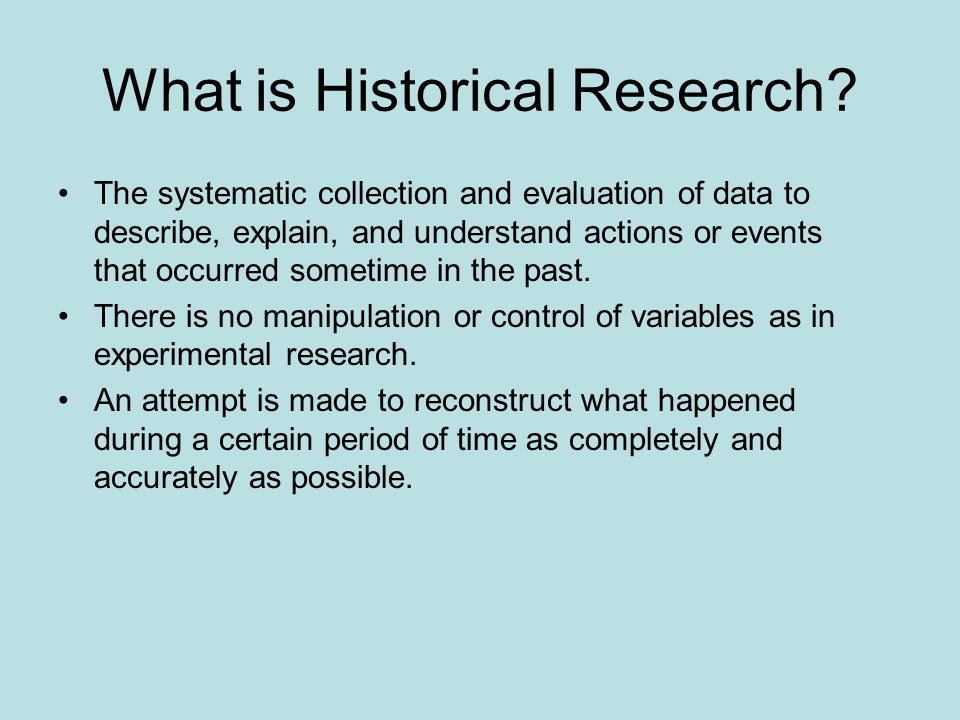 What is Historical Research?
• The systematic collection and evaluation of data to
describe, explain, and understand actions or events
that occurred sometime in the past.
• There is no manipulation or control of variables as in
experimental research.
• An attempt is made to reconstruct what happened
during a certain period of time as completely and
accurately as possible.